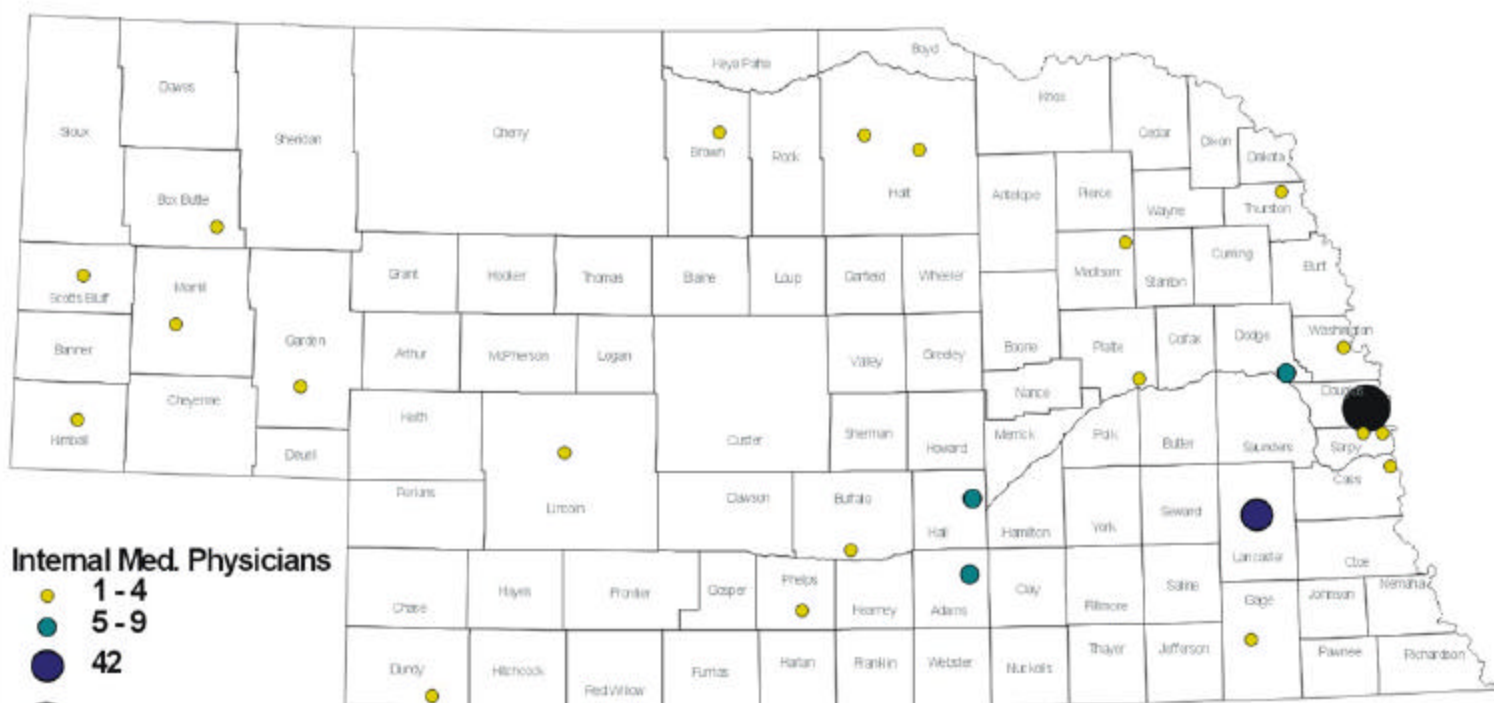 Boyd
Keya Paha
Knox
Dawes
Cedar
Sioux
Cherry
Sheridan
Brown
Rock
Dixon
Dakota
Holt
Antelope
Pierce
Box Butte
Wayne
Thurston
Cuming
Burt
Grant
Hooker
Thomas
Blaine
Loup
Garfield
Wheeler
Madison
Stanton
Scotts Bluff
Morrill
Garden
Washington
Dodge
Colfax
Platte
Boone
Banner
Arthur
McPherson
Logan
Valley
Greeley
Nance
Douglas
Cheyenne
Keith
Custer
Sherman
Howard
Merrick
Polk
Butler
Saunders
Sarpy
Kimball
Deuel
Perkins
Lincoln
Dawson
Buffalo
Hall
Hamilton
York
Seward
Lancaster
Cass
Otoe
Internal Med. Physicians
1 - 4
5 - 9
42
Chase
Hayes
Frontier
Gosper
Phelps
Kearney
Adams
Clay
Fillmore
Saline
Gage
Johnson
Nemaha
Dundy
Hitchcock
Red Willow
Furnas
Harlan
Franklin
Webster
Nuckolls
Thayer
Jefferson
Pawnee
Richardson